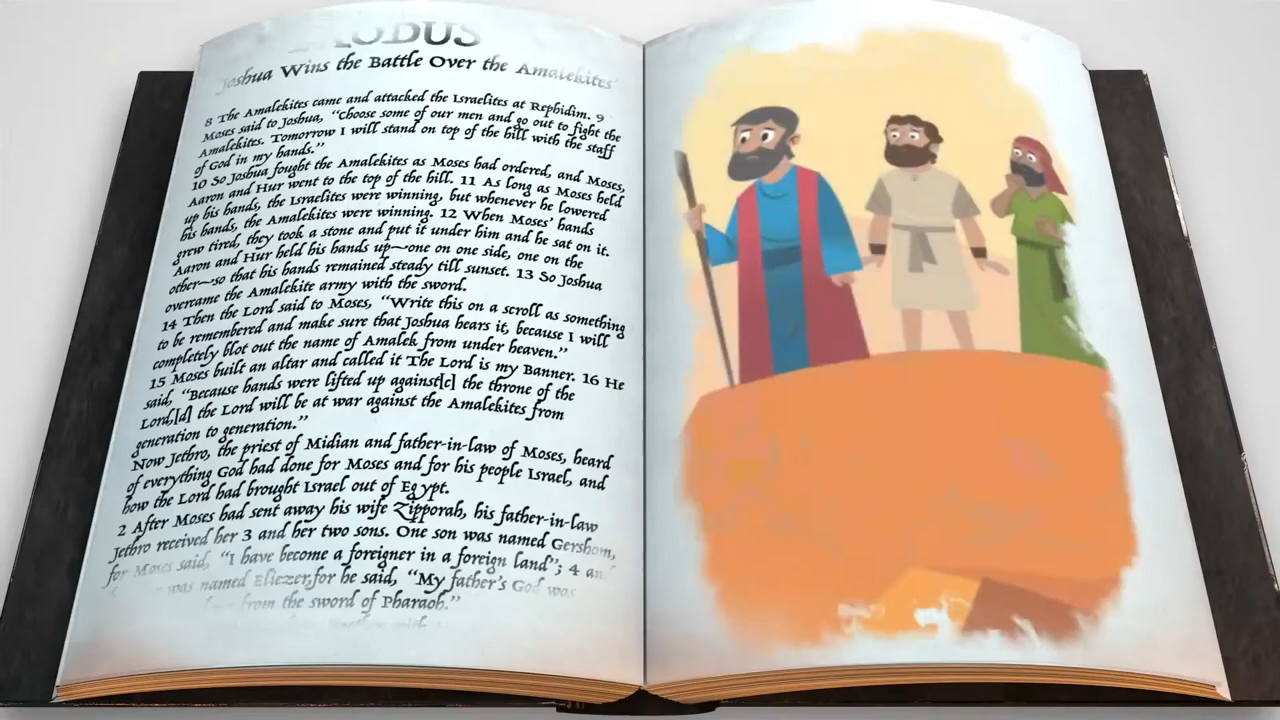 EXODUS
Joshua Wins the Battle Over the Amalekites
8 The Amalekites came and attacked the Israelites at Rephidim. 9
Moses said to Joshua, “Choose some of our men and go out to fight the
Amalekites. Tomorrow I will stand on top of the hill with the staff
of God in my hands.”
10 So Joshua fought the Amalekites as Moses had ordered, and Moses,
Aaron and Hur went to the top of the hill. 11 As long as Moses held
up his hands, the Israelites were winning, but whenever he lowered
his hands, the Amalekites were winning. 12 When Moses’ hands
grew tired, they took a stone and put it under him and he sat on it.
Aaron and Hur held his hands up—one on one side, one on the
other—so that his hands remained steady till sunset. 13 So Joshua
overcame the Amalekite army with the sword.
14 Then the Lord said to Moses, “Write this on a scroll as something
to be remembered and make sure that Joshua hears it, because I will
completely blot out the name of Amalek from under heaven.”
15 Moses built an altar and called it The Lord is my Banner. 16 He
said, “Because hands were lifted up against[c] the throne of the
Lord,[d] the Lord will be at war against the Amalekites from
generation to generation.”
Now Jethro, the priest of Midian and father-in-law of Moses, heard
of everything God had done for Moses and for his people Israel, and
how the Lord had brought Israel out of Egypt.
2 After Moses had sent away his wife Zipporah, his father-in-law
Jethro received her 3 and her two sons. One son was named Gershom,
for Moses said, “I have become a foreigner in a foreign land”; 4 and
was named Eliezer,for he said, “My father’s God was
from the sword of Pharaoh.”